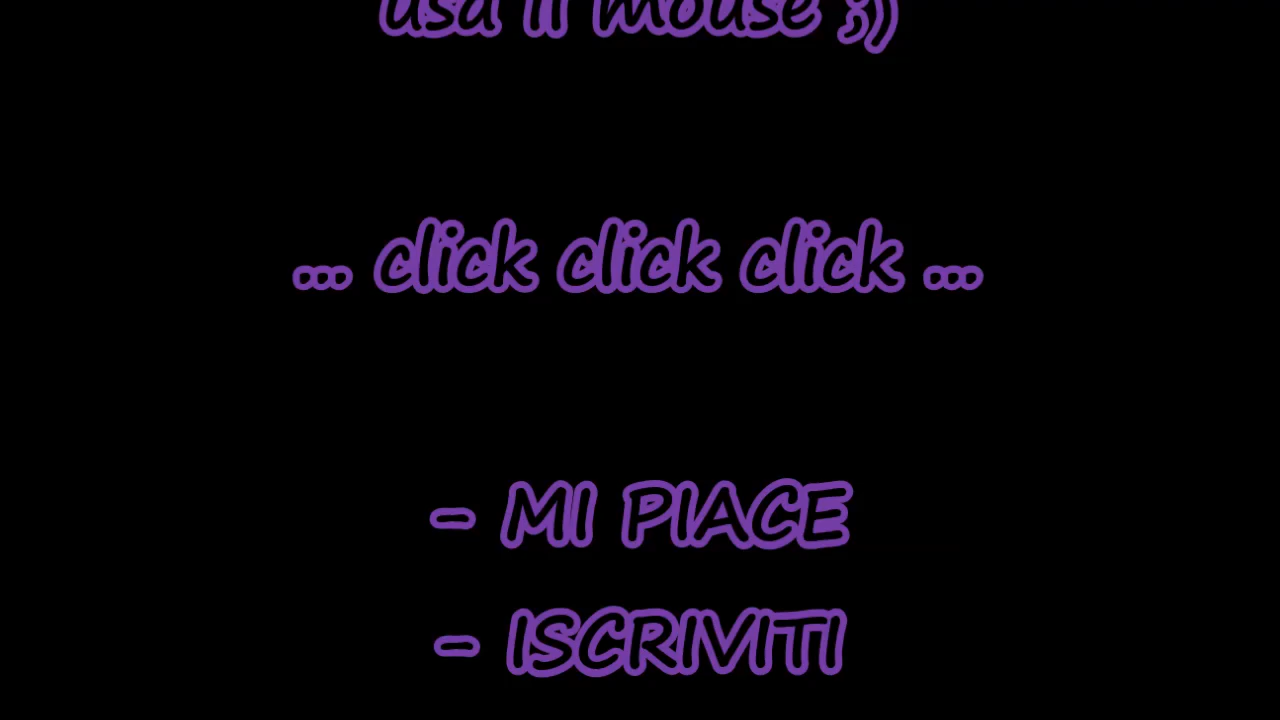 usa il mouse ;)
... click click click ...
- MI PIACE
- ISCRIVITI